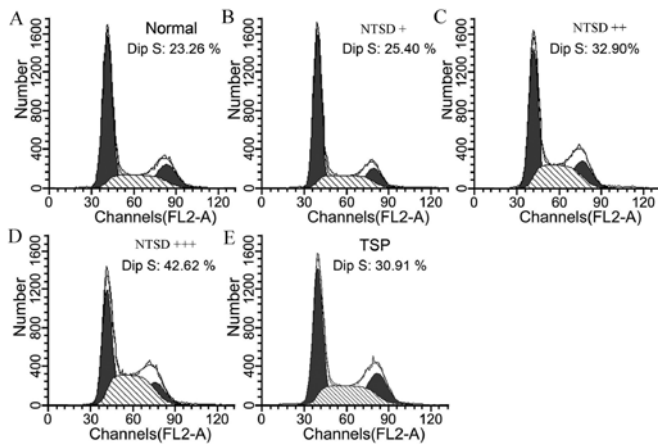 A
Normal
Dip S: 23.26 %
Number
0 400 800 1200 1600
0 30 60 90 120
Channels(FL2-A)
B
NTSD +
Dip S: 25.40 %
Number
0 400 800 1200 1600
0 30 60 90 120
Channels(FL2-A)
C
NTSD ++
Dip S: 32.90%
Number
0 400 800 1200 1600
0 30 60 90 120
Channels(FL2-A)
D
NTSD +++
Dip S: 42.62 %
Number
0 400 800 1200 1600
0 30 60 90 120
Channels(FL2-A)
E
TSP
Dip S: 30.91 %
Number
0 400 800 1200 1600
0 30 60 90 120
Channels(FL2-A)